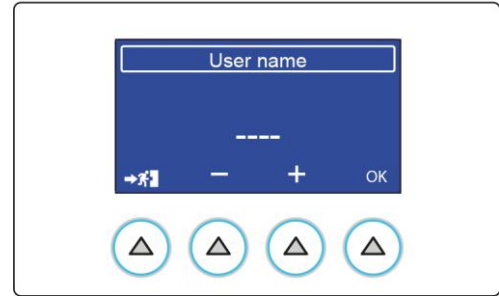 User name
----
− + OK